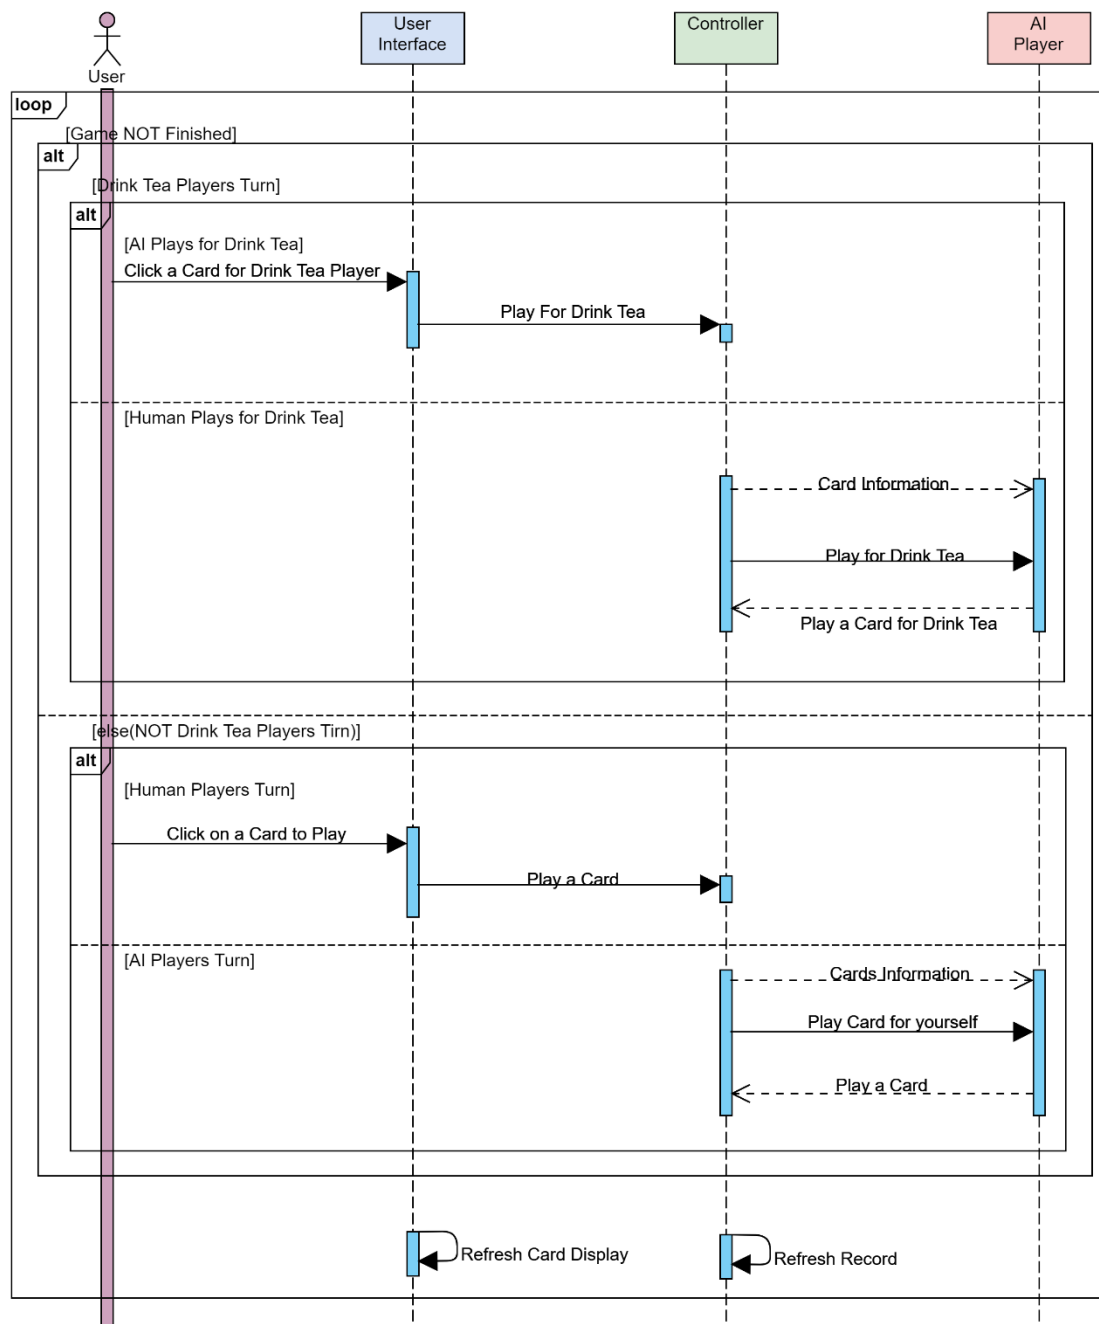 User
Interface
Controller
AI
Player
User
loop
[Game NOT Finished]
alt
[Drink Tea Players Turn]
alt
[AI Plays for Drink Tea]
Click a Card for Drink Tea Player
Play For Drink Tea
[Human Plays for Drink Tea]
Card Information
Play for Drink Tea
Play a Card for Drink Tea
[else(NOT Drink Tea Players Tirn)]
alt
[Human Players Turn]
Click on a Card to Play
Play a Card
[AI Players Turn]
Cards Information
Play Card for yourself
Play a Card
Refresh Card Display
Refresh Record